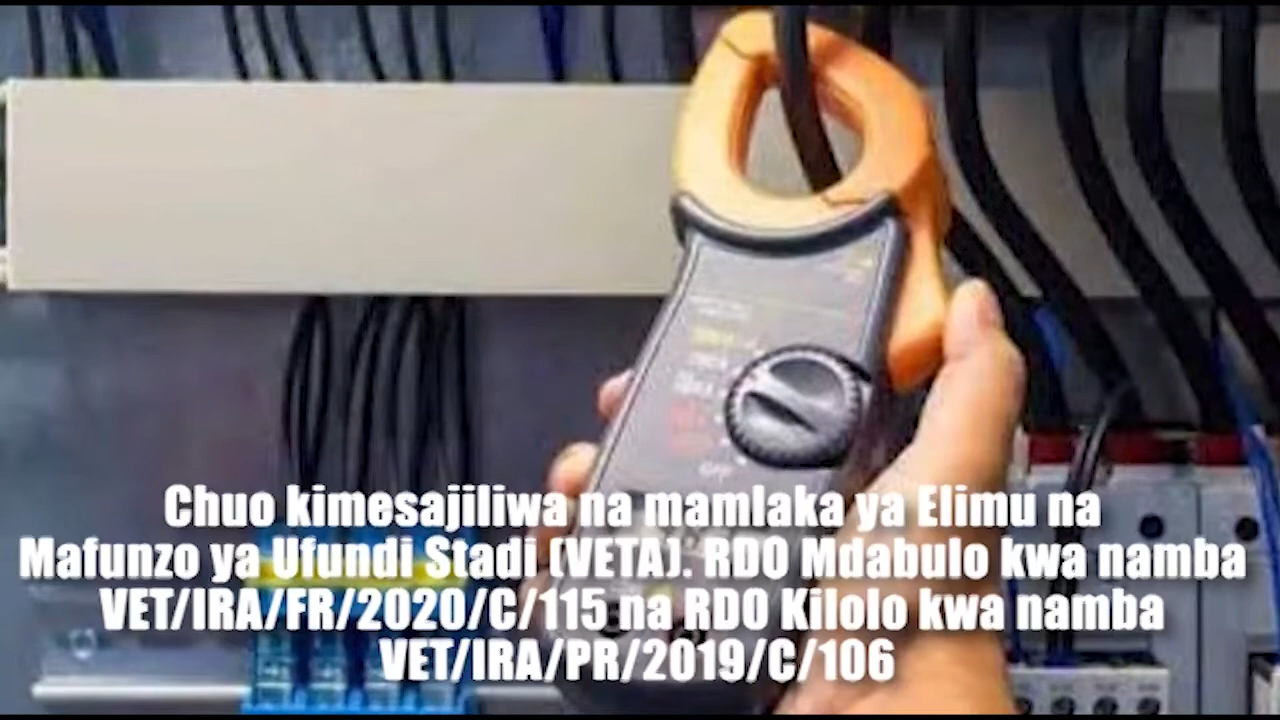 Chuo kimesajiliwa na mamlaka ya Elimu na
Mafunzo ya Ufundi Stadi (VETA). RDO Mdabulo kwa namba
VET/IRA/FR/2020/C/115 na RDO Kilolo kwa namba
VET/IRA/PR/2019/C/106